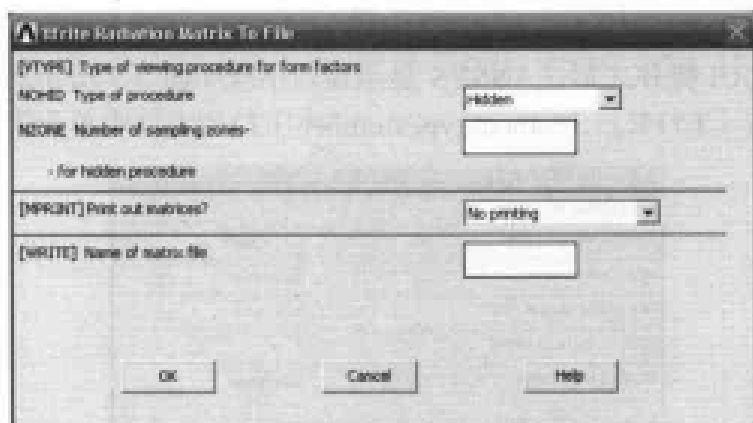 Write Radiation Matrix To File
[VTYPE] Type of viewing procedure for form factors
NOHID Type of procedure
Hidden
NZONE Number of sampling zones-
- for hidden procedure
[MPRINT] Print out matrices?
No printing
[WRITE] Name of matrix file
OK
Cancel
Help